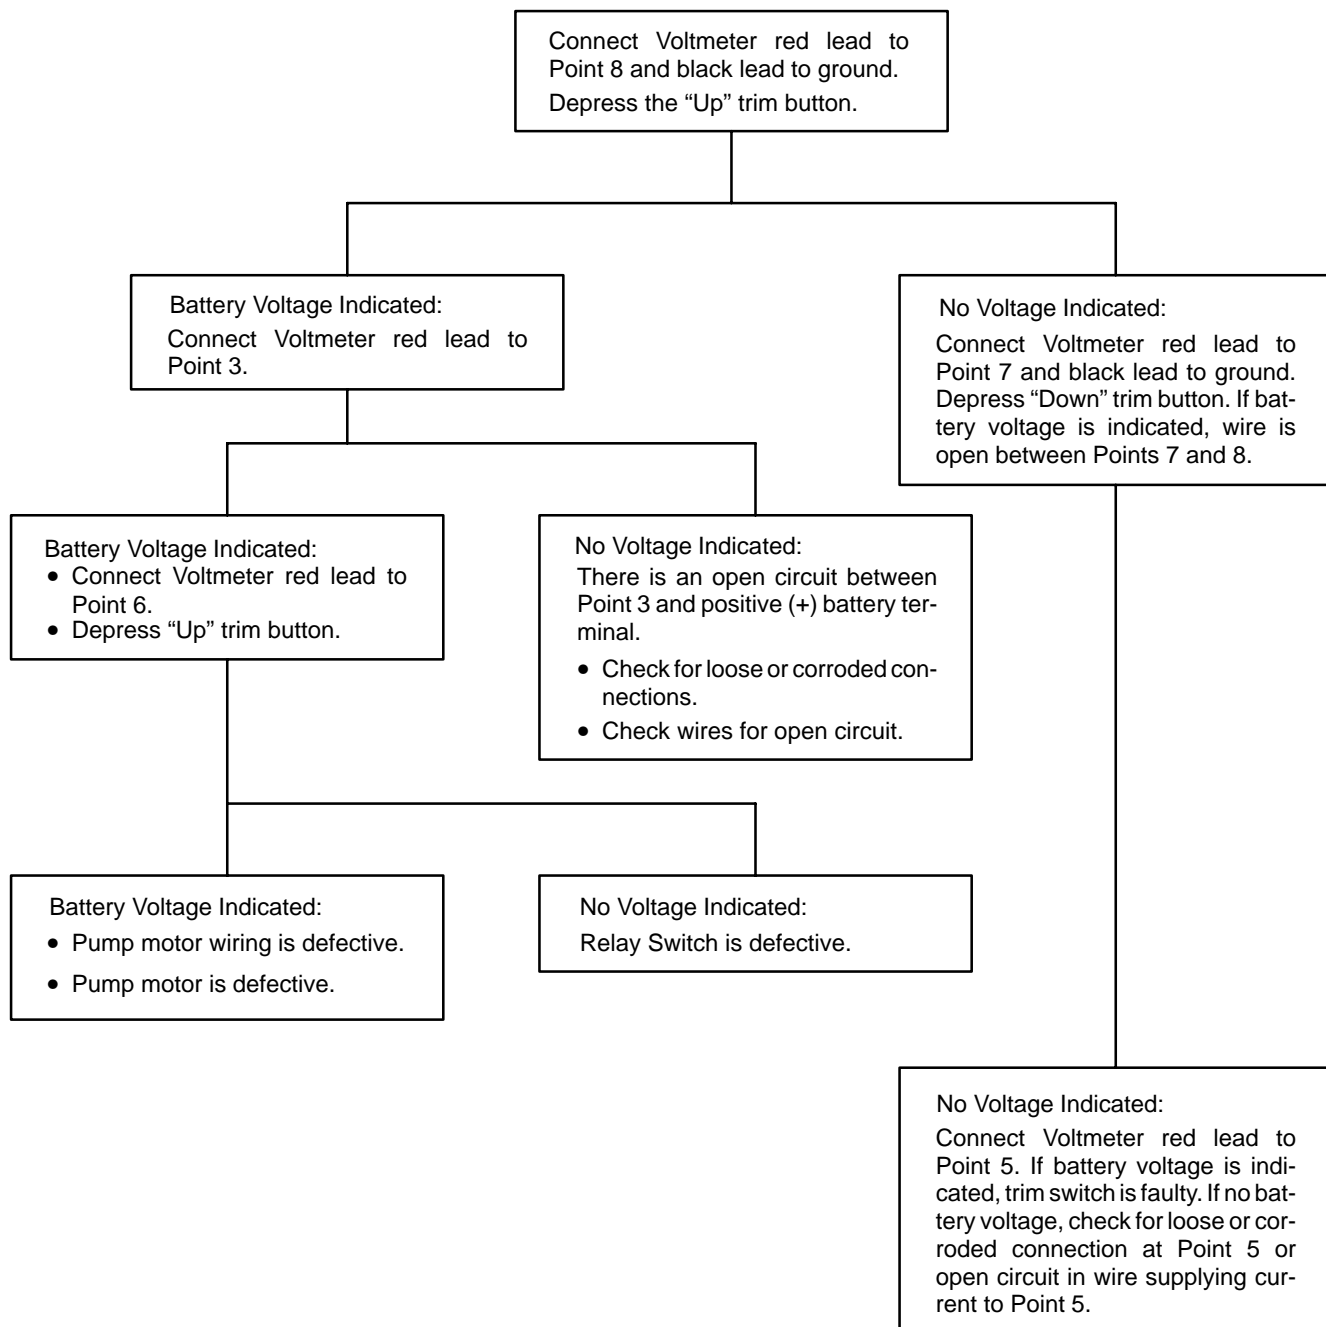 Connect Voltmeter red lead to
Point 8 and black lead to ground.
Depress the “Up” trim button.
Battery Voltage Indicated:
Connect Voltmeter red lead to
Point 3.
No Voltage Indicated:
Connect Voltmeter red lead to
Point 7 and black lead to ground.
Depress “Down” trim button. If bat-
tery voltage is indicated, wire is
open between Points 7 and 8.
Battery Voltage Indicated:
• Connect Voltmeter red lead to
Point 6.
• Depress “Up” trim button.
No Voltage Indicated:
There is an open circuit between
Point 3 and positive (+) battery ter-
minal.
• Check for loose or corroded con-
nections.
• Check wires for open circuit.
Battery Voltage Indicated:
• Pump motor wiring is defective.
• Pump motor is defective.
No Voltage Indicated:
Relay Switch is defective.
No Voltage Indicated:
Connect Voltmeter red lead to
Point 5. If battery voltage is indi-
cated, trim switch is faulty. If no bat-
tery voltage, check for loose or cor-
roded connection at Point 5 or
open circuit in wire supplying cur-
rent to Point 5.